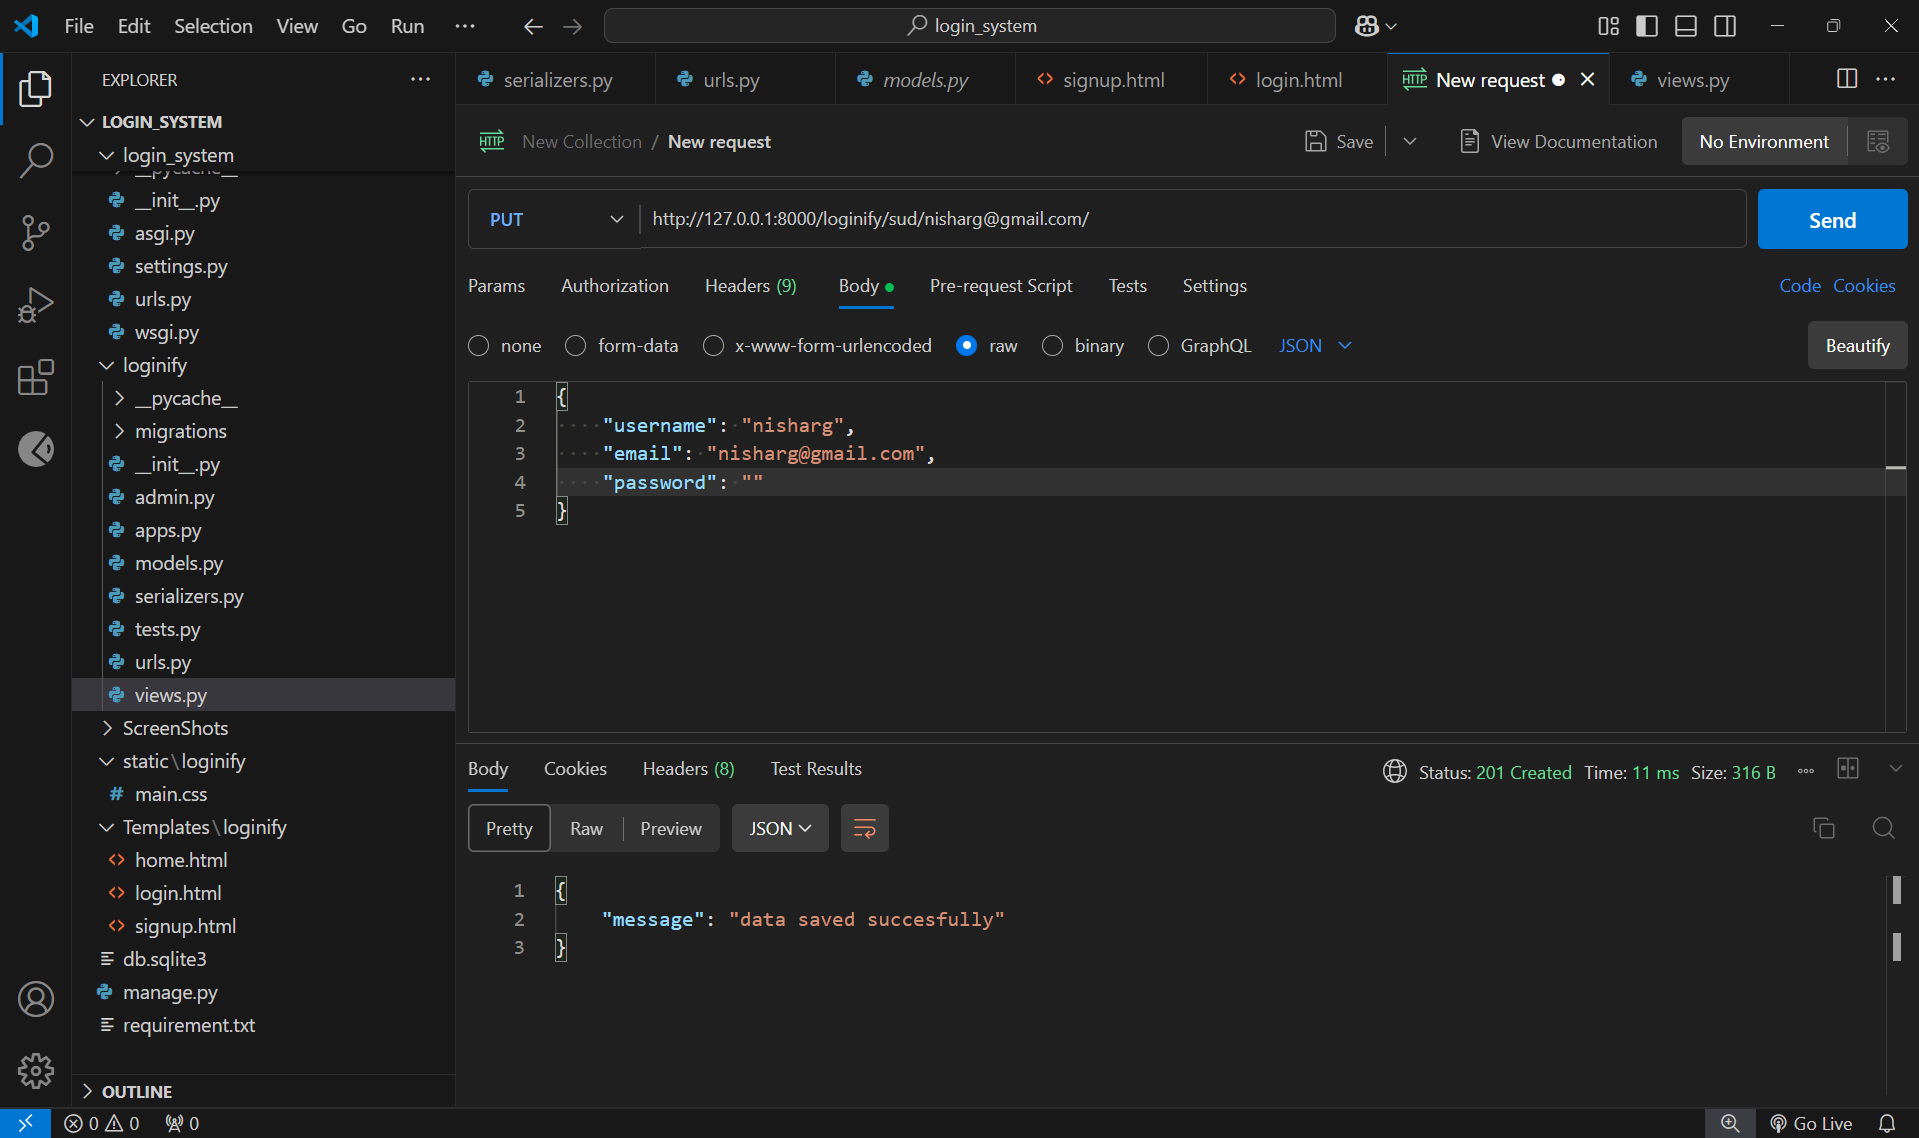 File Edit Selection View Go Run ···
login_system
EXPLORER
LOGIN_SYSTEM
login_system
__pycache__
__init__.py
asgi.py
settings.py
urls.py
wsgi.py
loginify
__pycache__
migrations
__init__.py
admin.py
apps.py
models.py
serializers.py
tests.py
urls.py
views.py
ScreenShots
static\loginify
# main.css
Templates\loginify
home.html
login.html
signup.html
db.sqlite3
manage.py
requirement.txt
OUTLINE
serializers.py urls.py models.py signup.html login.html HTTP New request views.py
HTTP New Collection / New request Save View Documentation No Environment
PUT http://127.0.0.1:8000/loginify/sud/nisharg@gmail.com/ Send
Params Authorization Headers (9) Body Pre-request Script Tests Settings Code Cookies
none form-data x-www-form-urlencoded raw binary GraphQL JSON Beautify
1 {
2 "username": "nisharg",
3 "email": "nisharg@gmail.com",
4 "password": ""
5 }
Body Cookies Headers (8) Test Results Status: 201 Created Time: 11 ms Size: 316 B
Pretty Raw Preview JSON
1 {
2 "message": "data saved succesfully"
3 }
0 0 0 Go Live